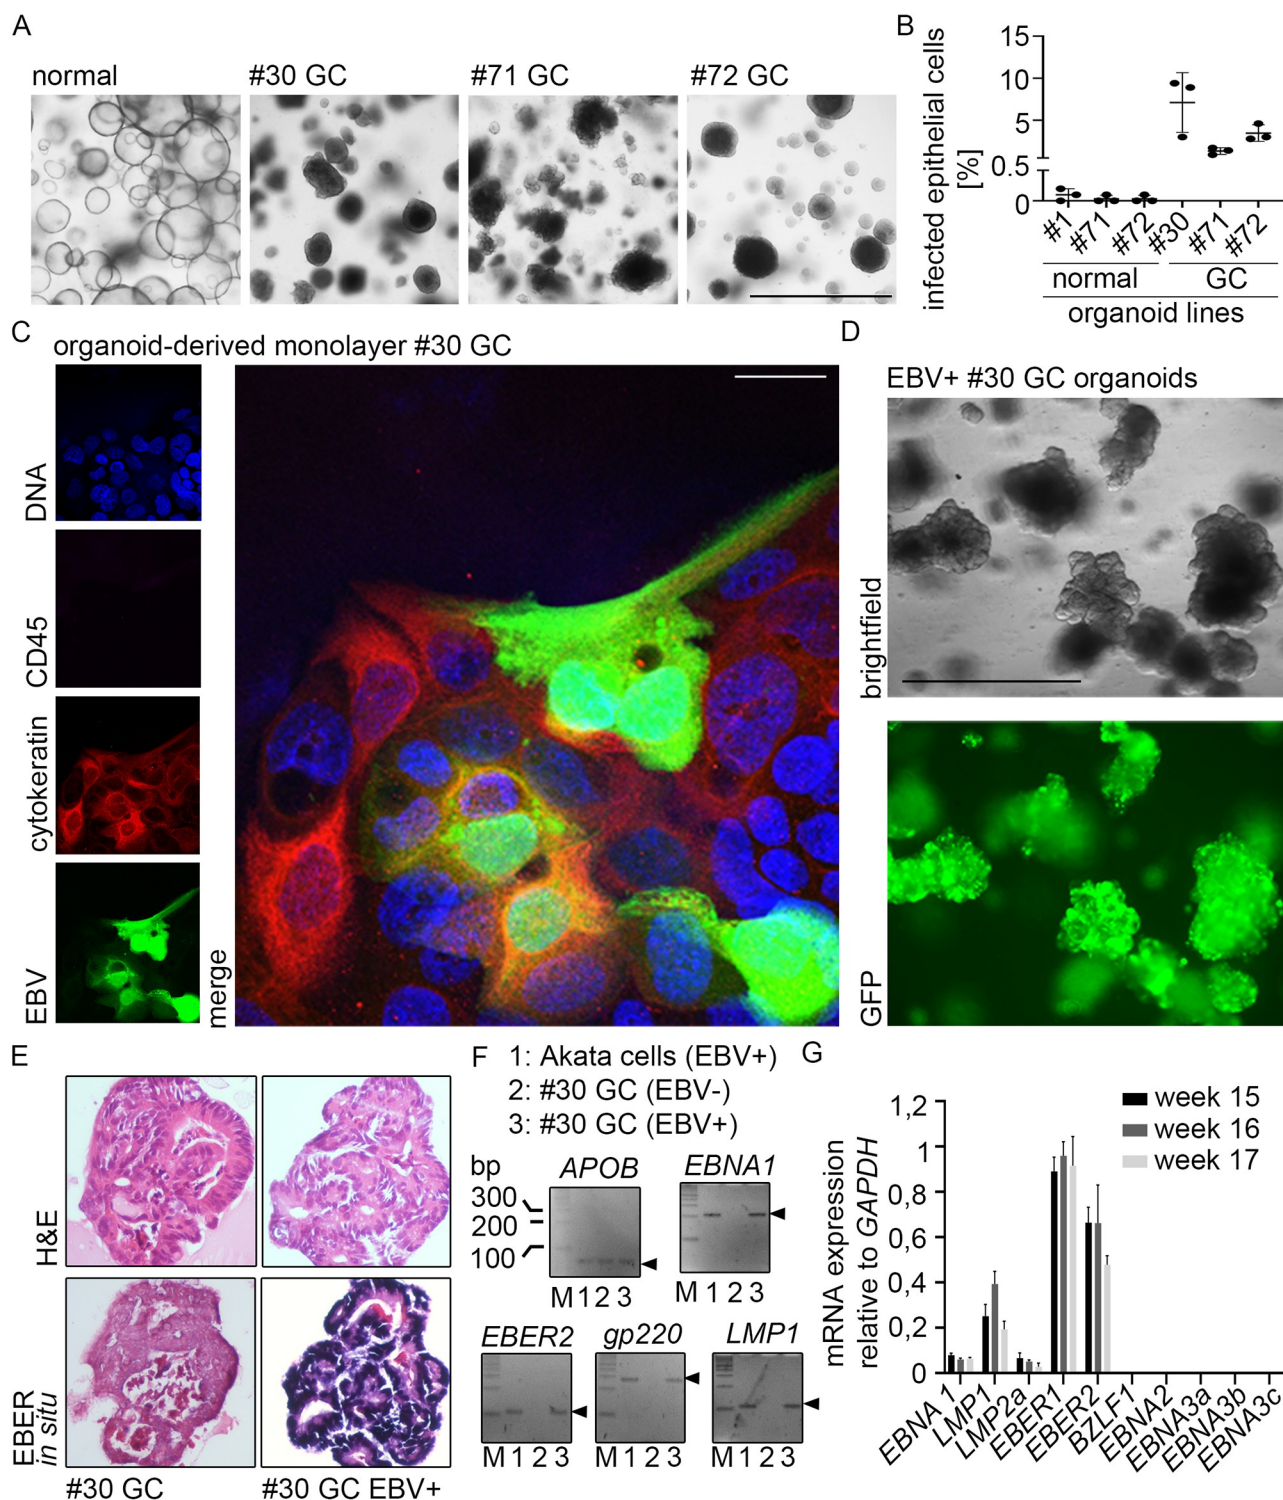 A
normal
#30 GC
#71 GC
#72 GC
B
infected epithelial cells
[%]
15
10
5
0.5
0
#1
#71
#72
#30
#71
#72
normal
GC
organoid lines
C
organoid-derived monolayer #30 GC
DNA
CD45
cytokeratin
EBV
merge
D
EBV+ #30 GC organoids
brightfield
GFP
E
H&E
EBER
in situ
#30 GC
#30 GC EBV+
F
1: Akata cells (EBV+)
2: #30 GC (EBV-)
3: #30 GC (EBV+)
bp
300
200
100
APOB
M 1 2 3
EBNA1
M 1 2 3
EBER2
M 1 2 3
gp220
M 1 2 3
LMP1
M 1 2 3
G
mRNA expression
relative to GAPDH
1,2
1
0,8
0,6
0,4
0,2
0
week 15
week 16
week 17
EBNA 1
LMP1
LMP2a
EBER1
EBER2
BZLF1
EBNA2
EBNA3a
EBNA3b
EBNA3c